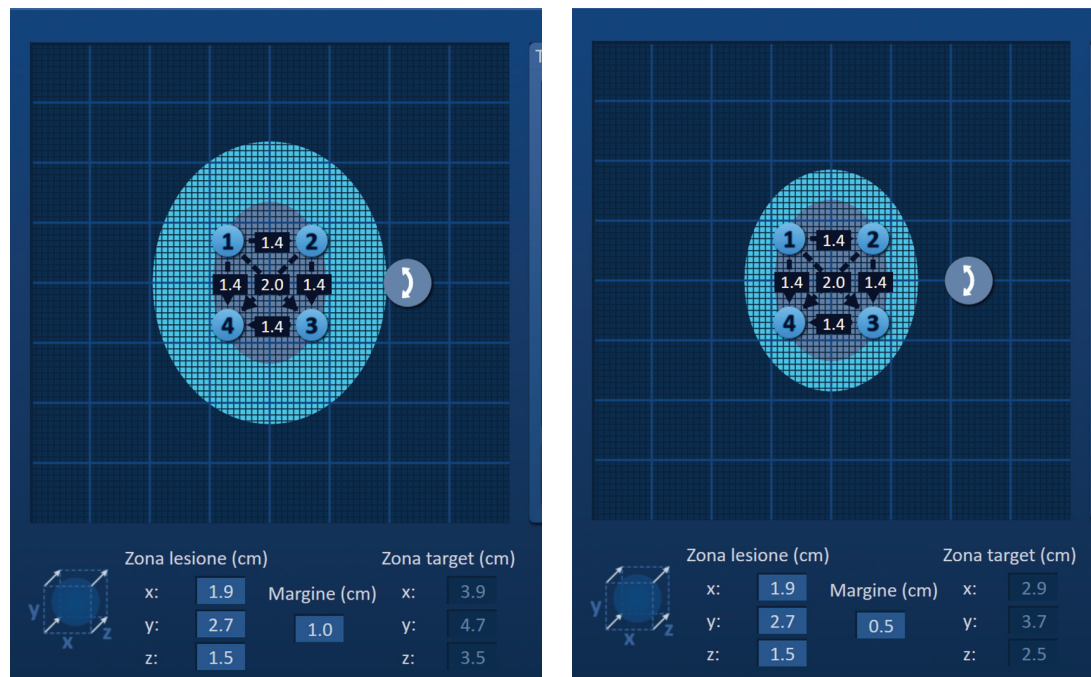 T
1 1.4 2
1.4 2.0 1.4
4 1.4 3
Zona lesione (cm)
Zona target (cm)
x: 1.9
Margine (cm)
x: 3.9
y: 2.7
1.0
y: 4.7
z: 1.5
z: 3.5
y
x
z
1 1.4 2
1.4 2.0 1.4
4 1.4 3
Zona lesione (cm)
Zona target (cm)
x: 1.9
Margine (cm)
x: 2.9
y: 2.7
0.5
y: 3.7
z: 1.5
z: 2.5
y
x
z